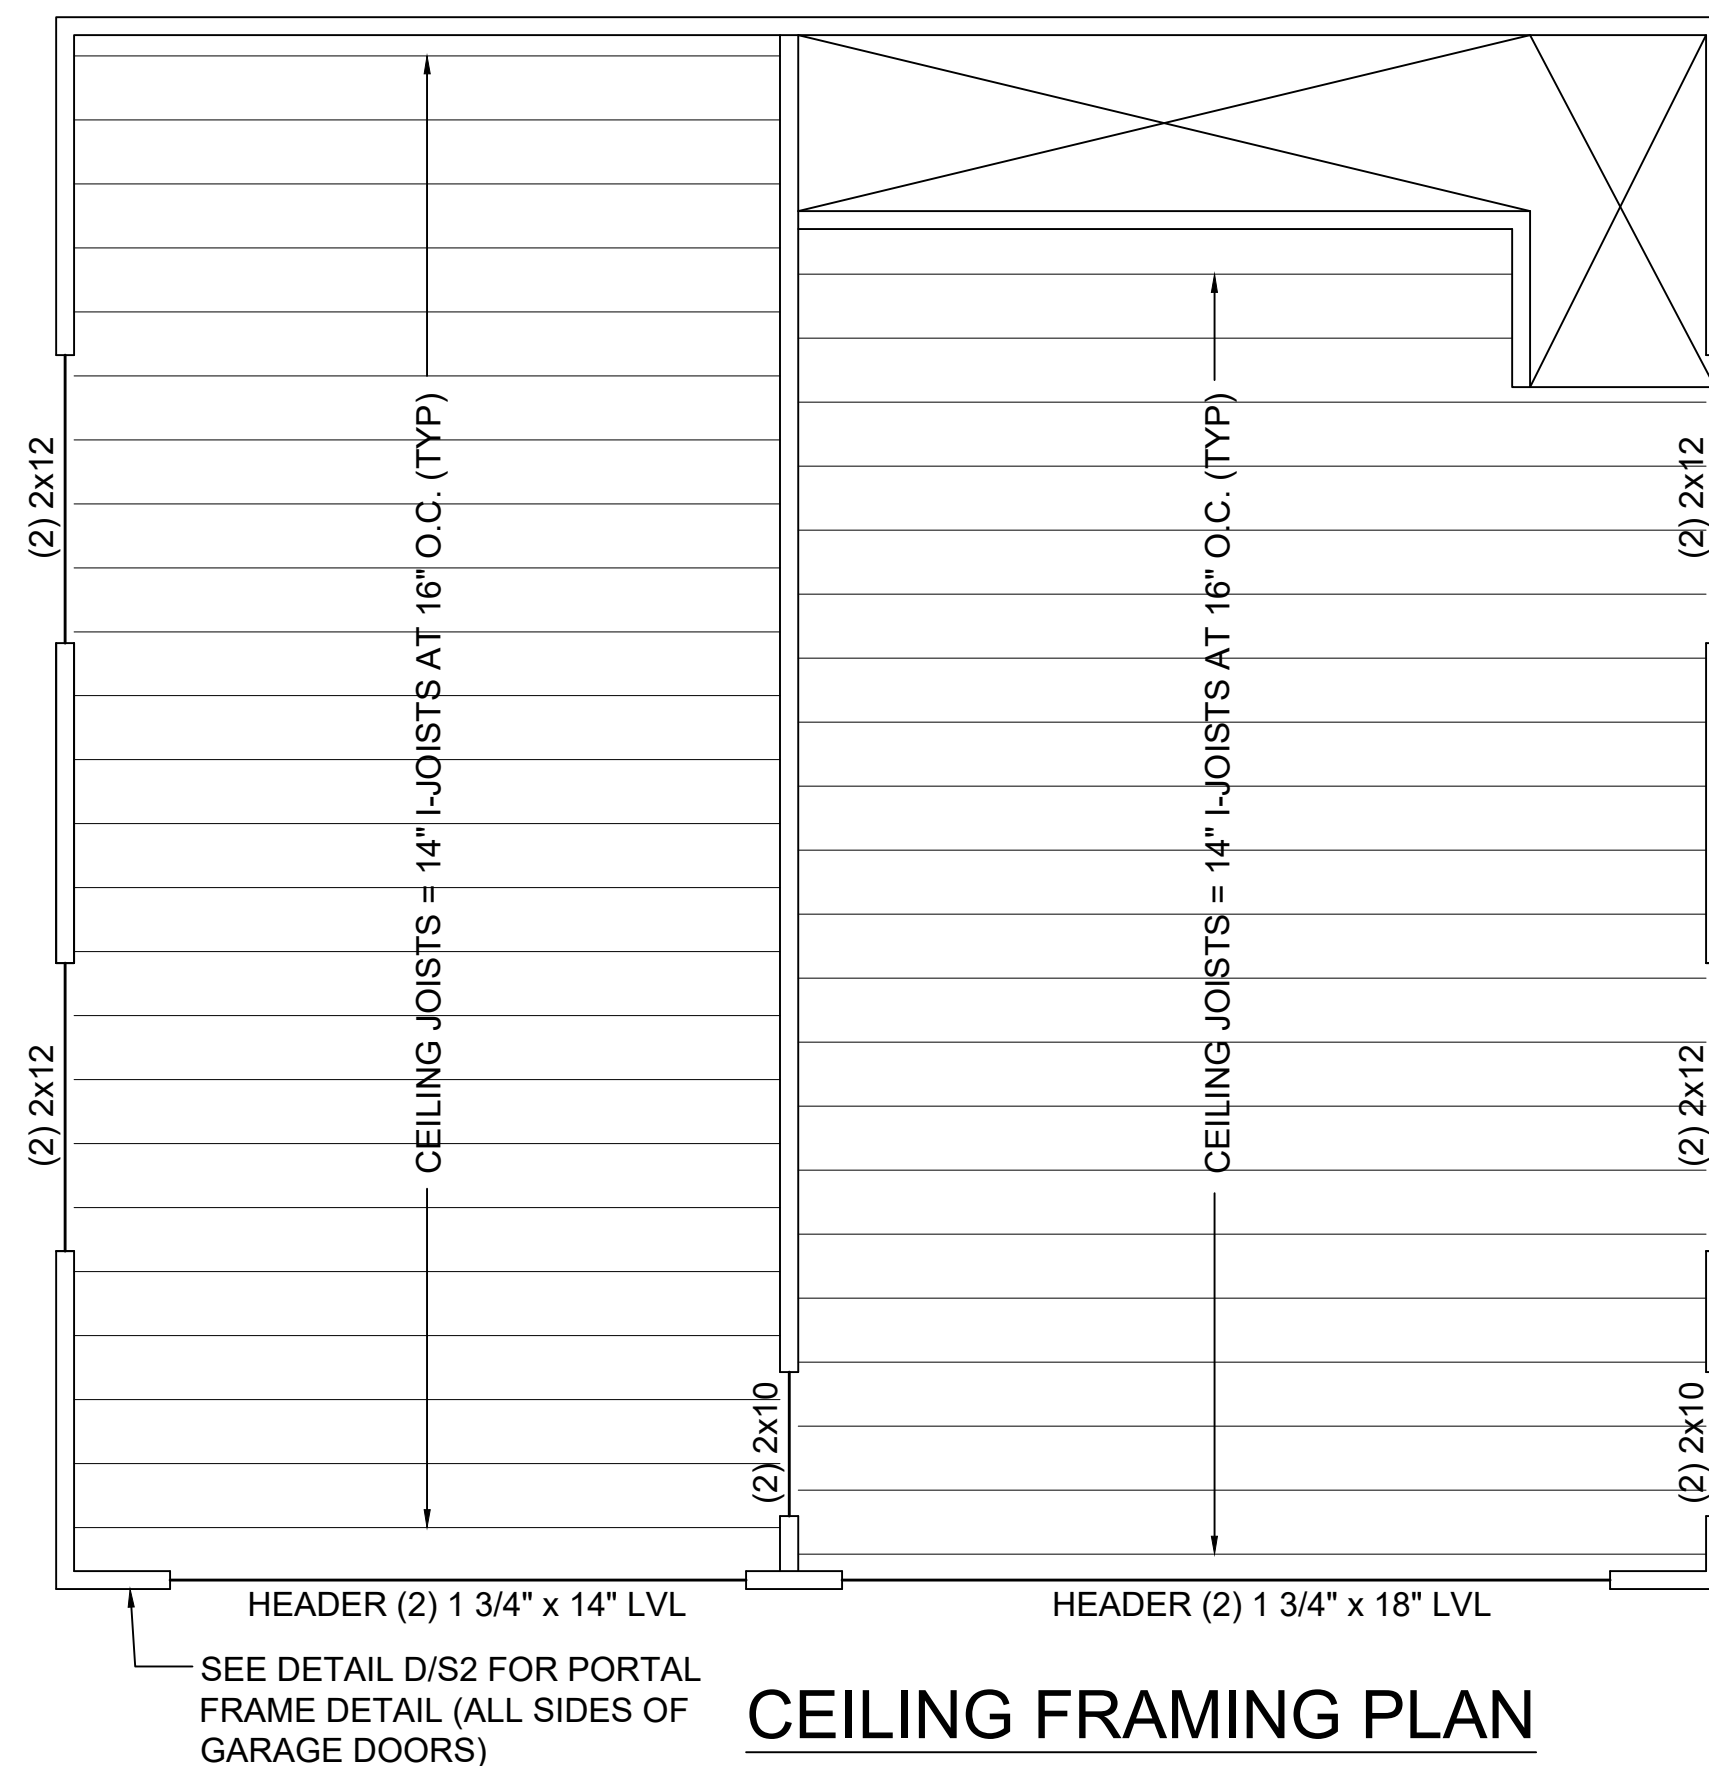 (2) 2x12
CEILING JOISTS = 14" I-JOISTS AT 16" O.C. (TYP)
CEILING JOISTS = 14" I-JOISTS AT 16" O.C. (TYP)
(2) 2x12
(2) 2x12
(2) 2x12
(2) 2x10
(2) 2x10
HEADER (2) 1 3/4" x 14" LVL
HEADER (2) 1 3/4" x 18" LVL
SEE DETAIL D/S2 FOR PORTAL
FRAME DETAIL (ALL SIDES OF
GARAGE DOORS)
CEILING FRAMING PLAN